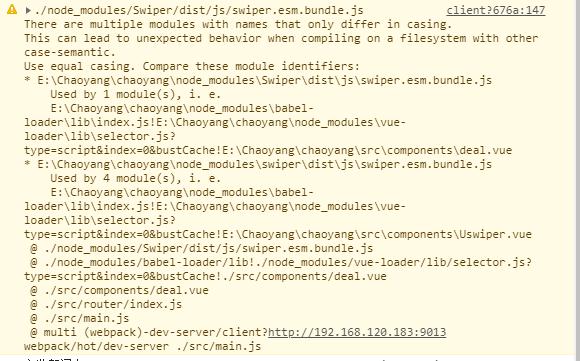 ./node_modules/Swiper/dist/js/swiper.esm.bundle.js client?676a:147
There are multiple modules with names that only differ in casing.
This can lead to unexpected behavior when compiling on a filesystem with other
case-semantic.
Use equal casing. Compare these module identifiers:
* E:\Chaoyang\chaoyang\node_modules\Swiper\dist\js\swiper.esm.bundle.js
Used by 1 module(s), i. e.
E:\Chaoyang\chaoyang\node_modules\babel-
loader\lib\index.js!E:\Chaoyang\chaoyang\node_modules\vue-
loader\lib\selector.js?
type=script&index=0&bustCache!E:\Chaoyang\chaoyang\src\components\deal.vue
* E:\Chaoyang\chaoyang\node_modules\swiper\dist\js\swiper.esm.bundle.js
Used by 4 module(s), i. e.
E:\Chaoyang\chaoyang\node_modules\babel-
loader\lib\index.js!E:\Chaoyang\chaoyang\node_modules\vue-
loader\lib\selector.js?
type=script&index=0&bustCache!E:\Chaoyang\chaoyang\src\components\Uswiper.vue
@ ./node_modules/Swiper/dist/js/swiper.esm.bundle.js
@ ./node_modules/babel-loader/lib!./node_modules/vue-loader/lib/selector.js?
type=script&index=0&bustCache!./src/components/deal.vue
@ ./src/components/deal.vue
@ ./src/router/index.js
@ ./src/main.js
@ multi (webpack)-dev-server/client?http://192.168.120.183:9013
webpack/hot/dev-server ./src/main.js